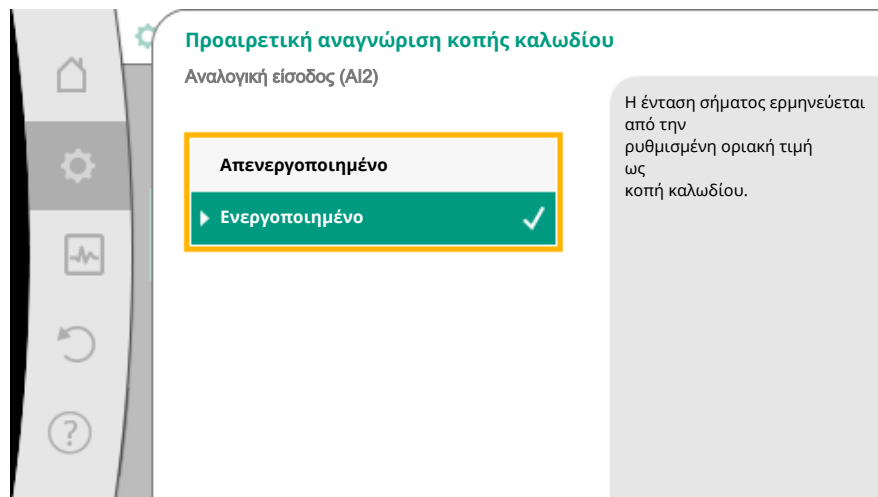 Προαιρετική αναγνώριση κοπής καλωδίου
Αναλογική είσοδος (AI2)
Απενεργοποιημένο
Ενεργοποιημένο
Η ένταση σήματος ερμηνεύεται
από την
ρυθμισμένη οριακή τιμή
ως
κοπή καλωδίου.
?